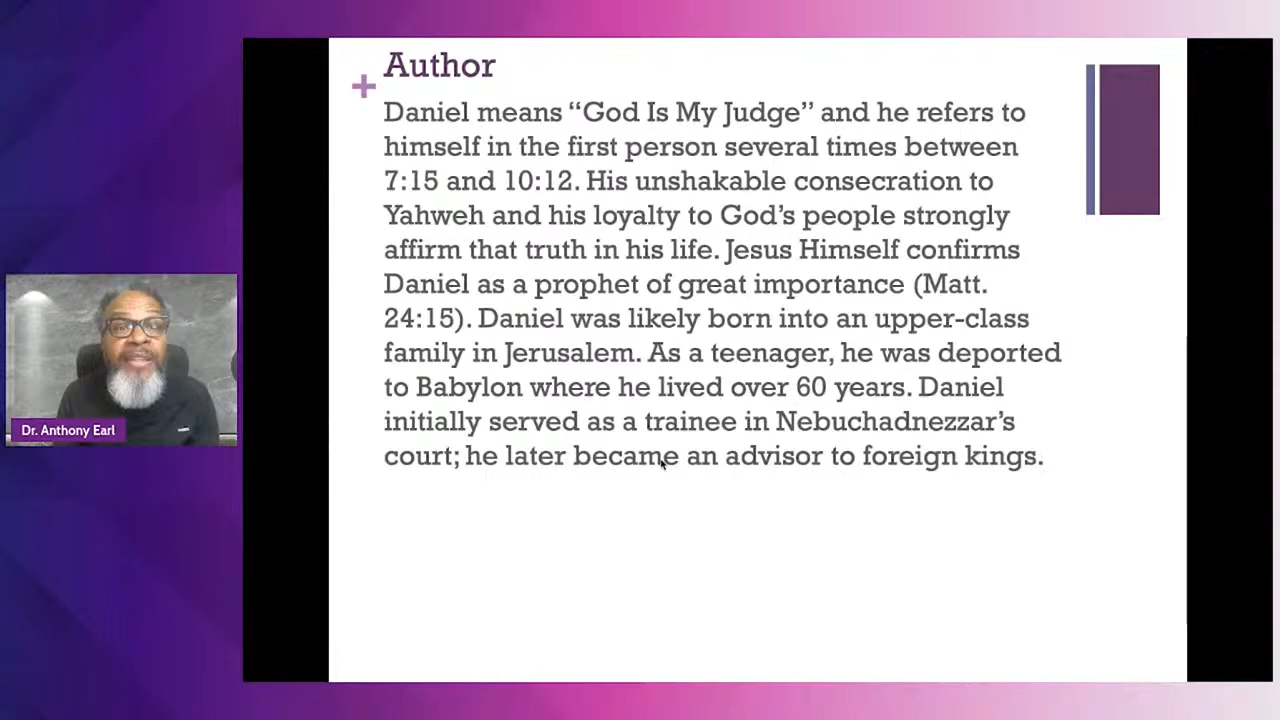 Author
Daniel means “God Is My Judge” and he refers to
himself in the first person several times between
7:15 and 10:12. His unshakable consecration to
Yahweh and his loyalty to God’s people strongly
affirm that truth in his life. Jesus Himself confirms
Daniel as a prophet of great importance (Matt.
24:15). Daniel was likely born into an upper-class
family in Jerusalem. As a teenager, he was deported
to Babylon where he lived over 60 years. Daniel
initially served as a trainee in Nebuchadnezzar’s
court; he later became an advisor to foreign kings.
Dr. Anthony Earl